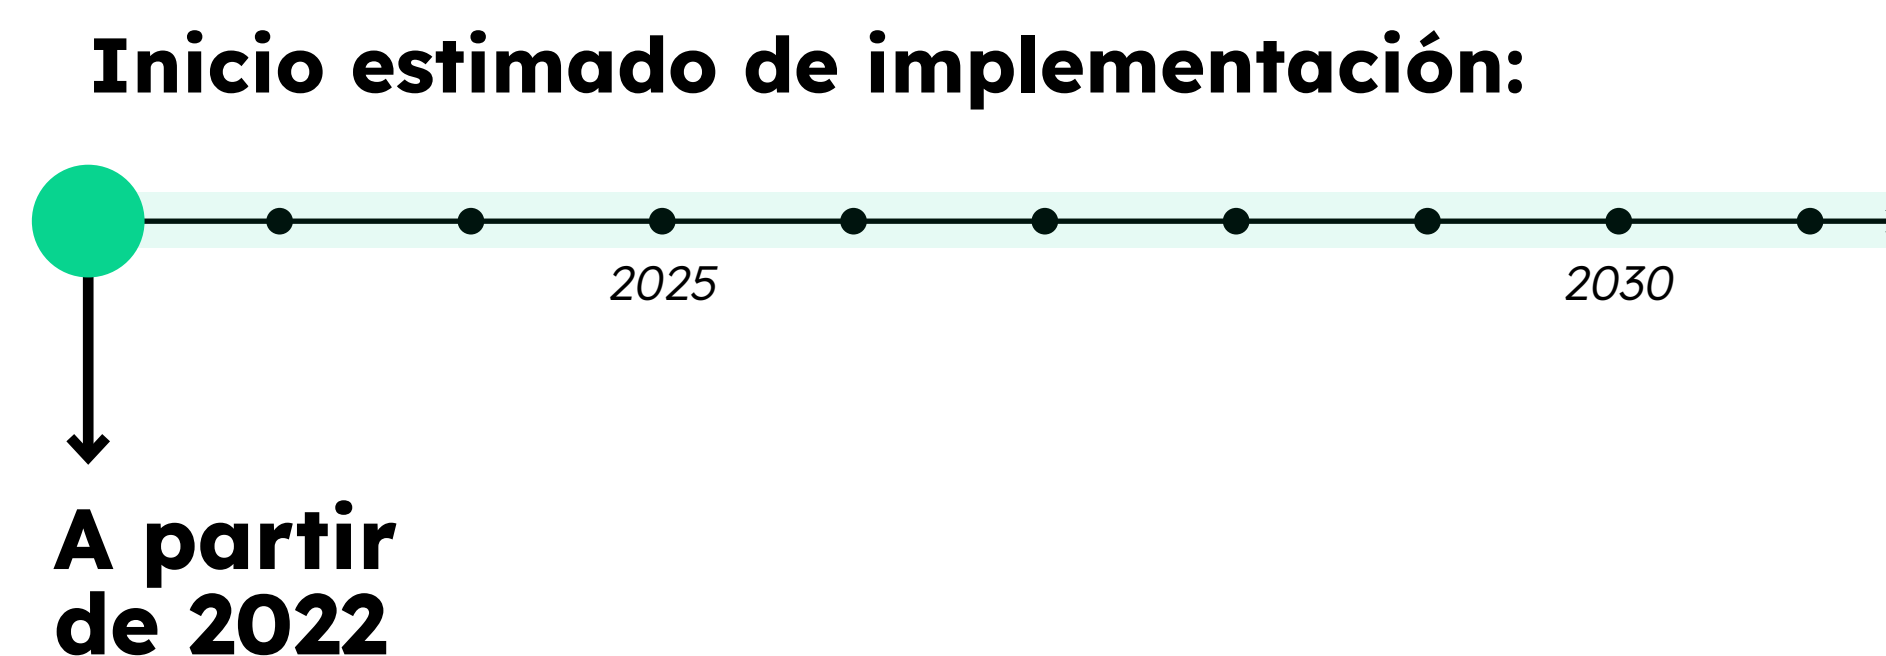 Inicio estimado de implementación:
2025
2030
A partir
de 2022